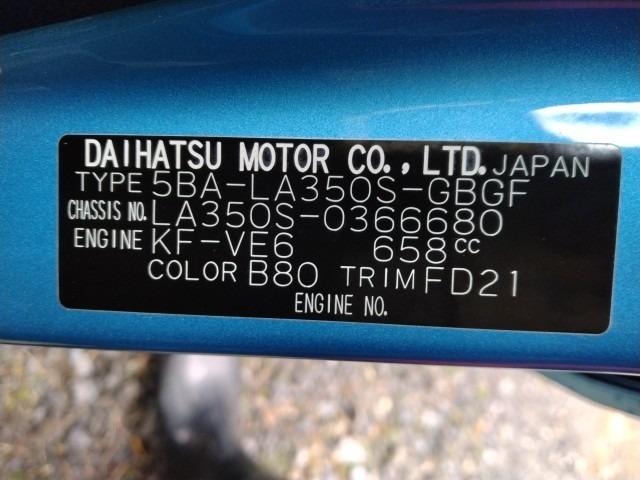 DAIHATSU MOTOR CO., LTD. JAPAN
TYPE 5BA-LA350S-GBGF
CHASSIS NO. LA350S-0366680
ENGINE KF-VE6 658cc
COLOR B80 TRIM FD21
ENGINE NO.